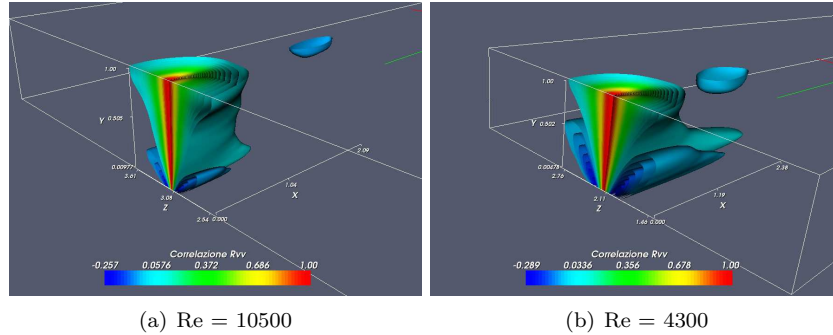 1.00
Y 0.505
0.00977
3.61
3.08
Z
2.54 0.000
1.04
X
2.09
Correlazione Rvv
-0.257 0.0576 0.372 0.686 1.00
(a) Re = 10500
1.00
Y 0.502
0.00678
2.76
2.11
Z
1.46 0.000
1.19
X
2.38
Correlazione Rvv
-0.289 0.0336 0.356 0.678 1.00
(b) Re = 4300